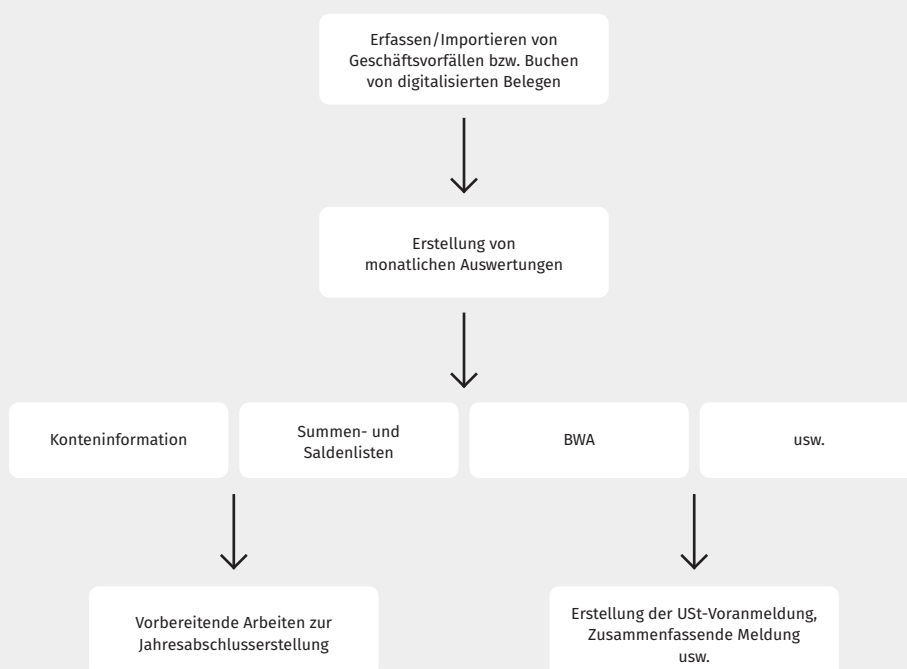 Erfassen/Importieren von
Geschäftsvorfällen bzw. Buchen
von digitalisierten Belegen
Erstellung von
monatlichen Auswertungen
Konteninformation
Summen- und
Saldenlisten
BWA
usw.
Vorbereitende Arbeiten zur
Jahresabschlusserstellung
Erstellung der USt-Voranmeldung,
Zusammenfassende Meldung
usw.